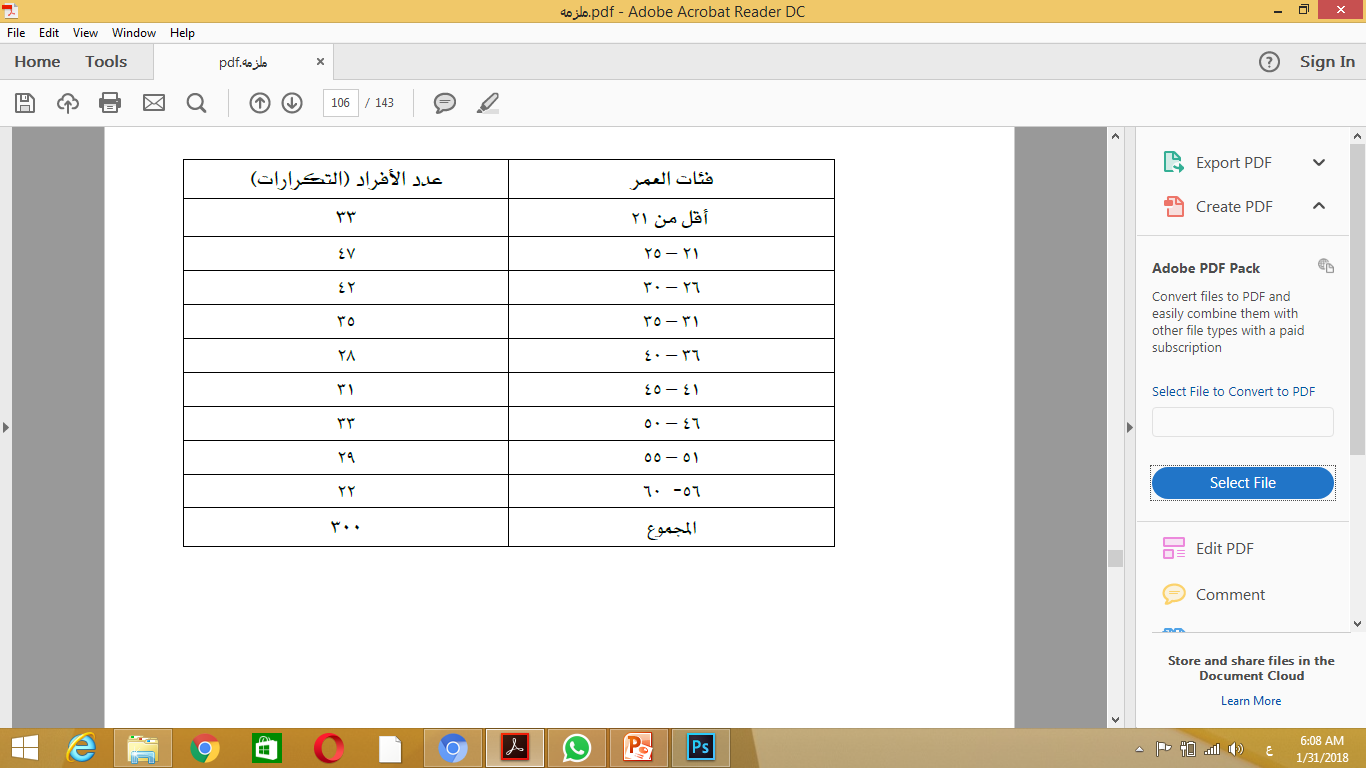 ملزمه.pdf - Adobe Acrobat Reader DC
File Edit View Window Help
Home Tools ملزمه.pdf × ? Sign In
106 / 143
فئات العمر عدد الأفراد (التكرارات)
أقل من ٢١ ٣٣
٢١ – ٢٥ ٤٧
٢٦ – ٣٠ ٤٢
٣١ – ٣٥ ٣٥
٣٦ – ٤٠ ٢٨
٤١ – ٤٥ ٣١
٤٦ – ٥٠ ٣٣
٥١ – ٥٥ ٢٩
٥٦- ٦٠ ٢٢
المجموع ٣٠٠
Export PDF
Create PDF
Adobe PDF Pack
Convert files to PDF and
easily combine them with
other file types with a paid
subscription
Select File to Convert to PDF
Select File
Edit PDF
Comment
Store and share files in the
Document Cloud
Learn More
Ps
ع
6:08 AM
1/31/2018